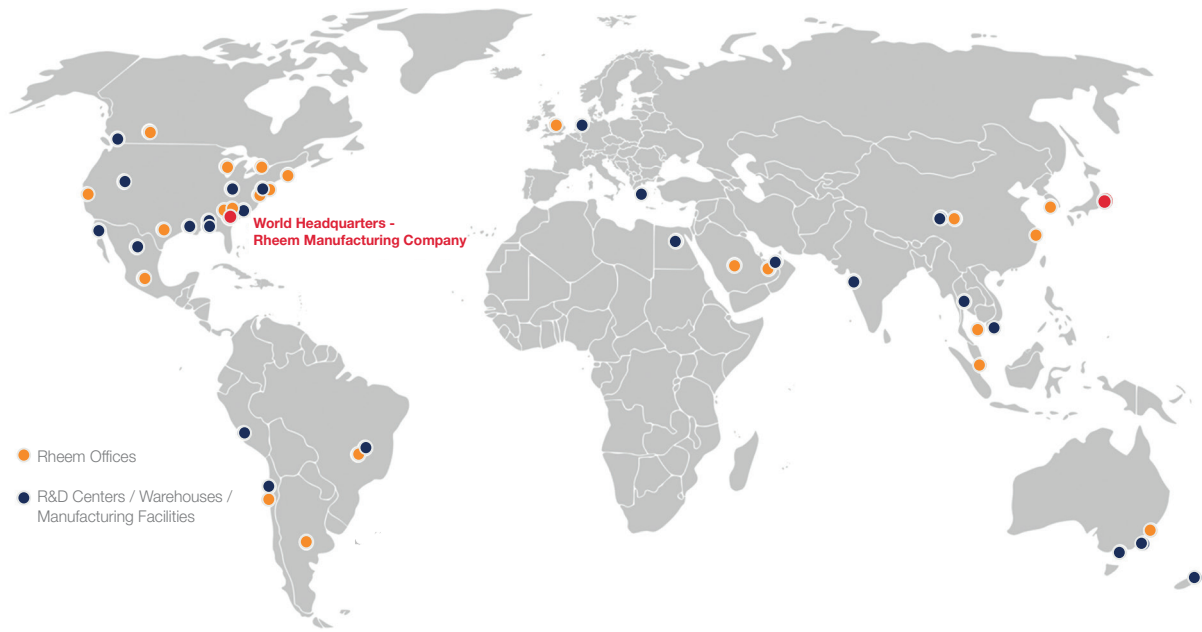 World Headquarters -
Rheem Manufacturing Company
Rheem Offices
R&D Centers / Warehouses /
Manufacturing Facilities